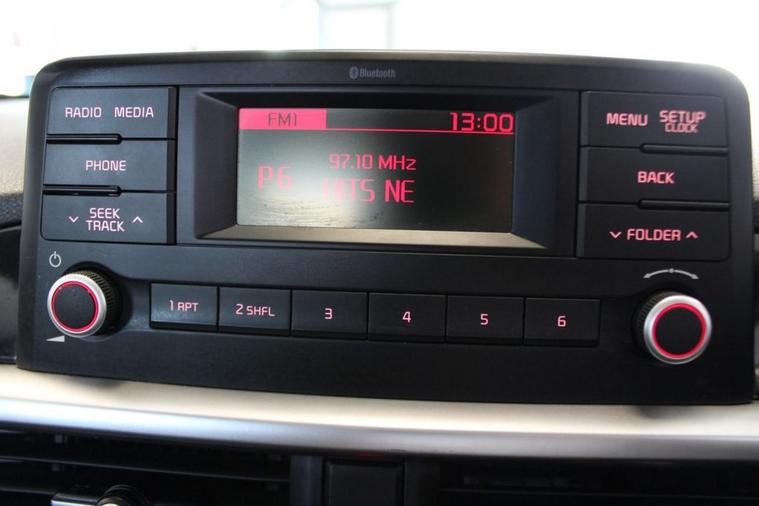 Bluetooth
RADIO MEDIA
PHONE
SEEK
TRACK
FM1 13:00
97.10 MHz
P6 HITS NE
MENU SETUP
CLOCK
BACK
FOLDER
1 RPT 2 SHFL 3 4 5 6